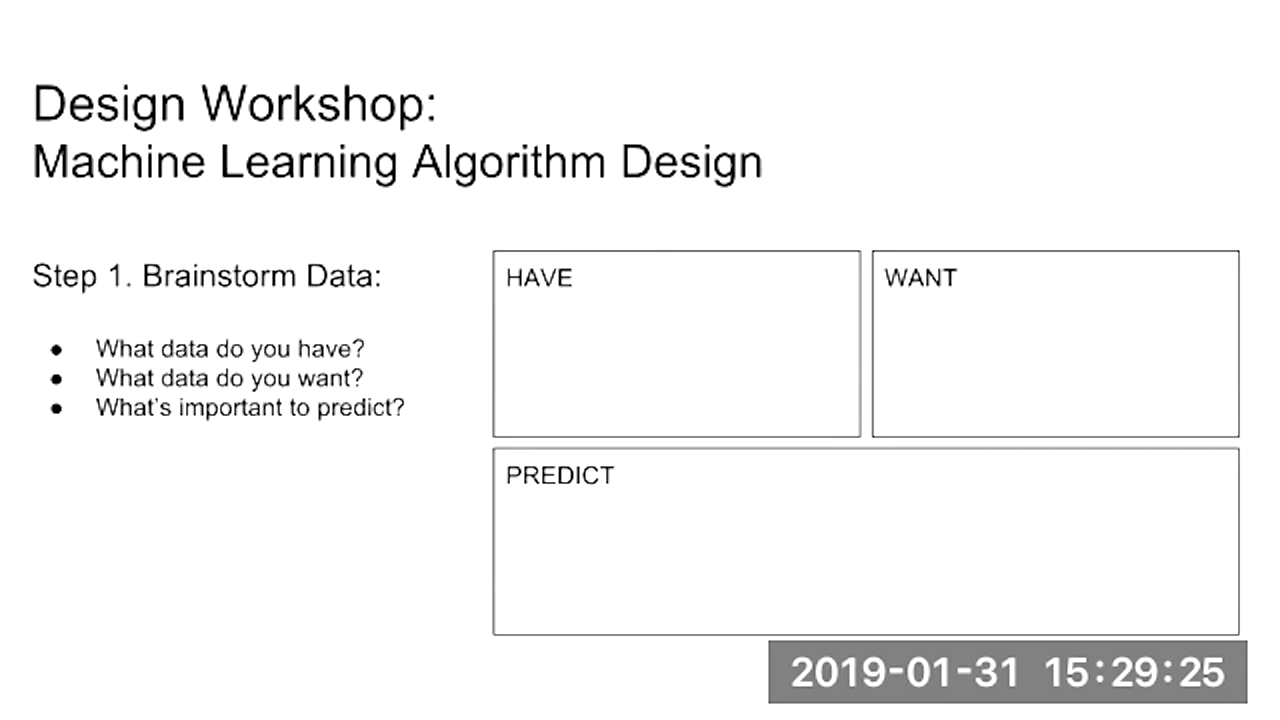 Design Workshop:
Machine Learning Algorithm Design
Step 1. Brainstorm Data:
● What data do you have?
● What data do you want?
● What's important to predict?
HAVE
WANT
PREDICT
2019-01-31 15:29:25